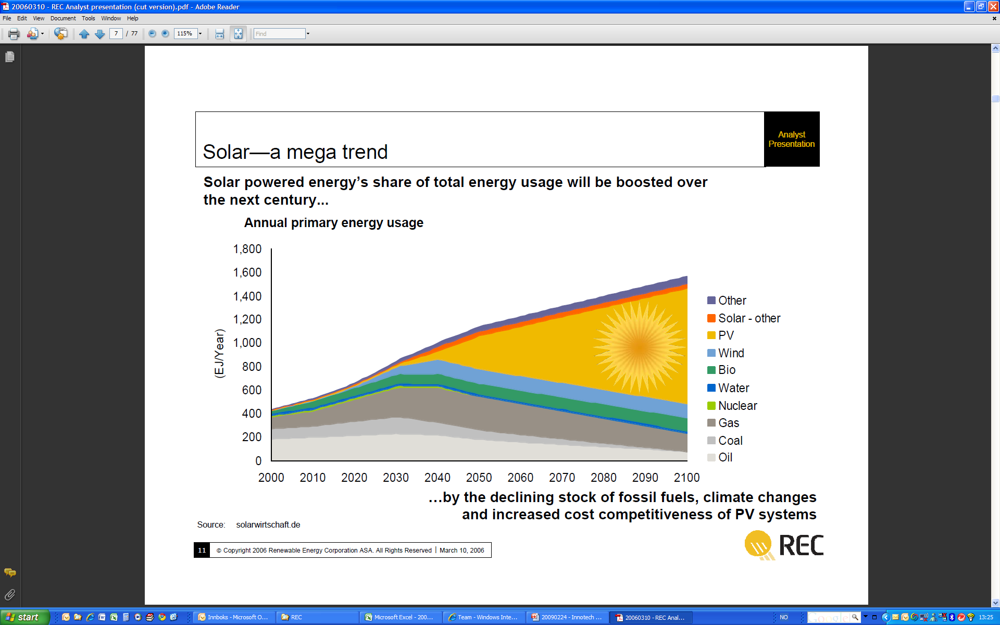 20060310 - REC Analyst presentation (cut version).pdf - Adobe Reader
File Edit View Document Tools Window Help
7 / 77 115% Find
Analyst
Presentation
Solar—a mega trend
Solar powered energy’s share of total energy usage will be boosted over
the next century...
Annual primary energy usage
(EJ/Year)
1,800
1,600
1,400
1,200
1,000
800
600
400
200
0
2000 2010 2020 2030 2040 2050 2060 2070 2080 2090 2100
Other
Solar - other
PV
Wind
Bio
Water
Nuclear
Gas
Coal
Oil
…by the declining stock of fossil fuels, climate changes
and increased cost competitiveness of PV systems
Source: solarwirtschaft.de
11 © Copyright 2006 Renewable Energy Corporation ASA. All Rights Reserved | March 10, 2006
REC
start Innboks - Microsoft O... REC Microsoft Excel - 200... Team - Windows Inte... 20090224 - Innotech ... 20060310 - REC Anal... NO Google 13:25